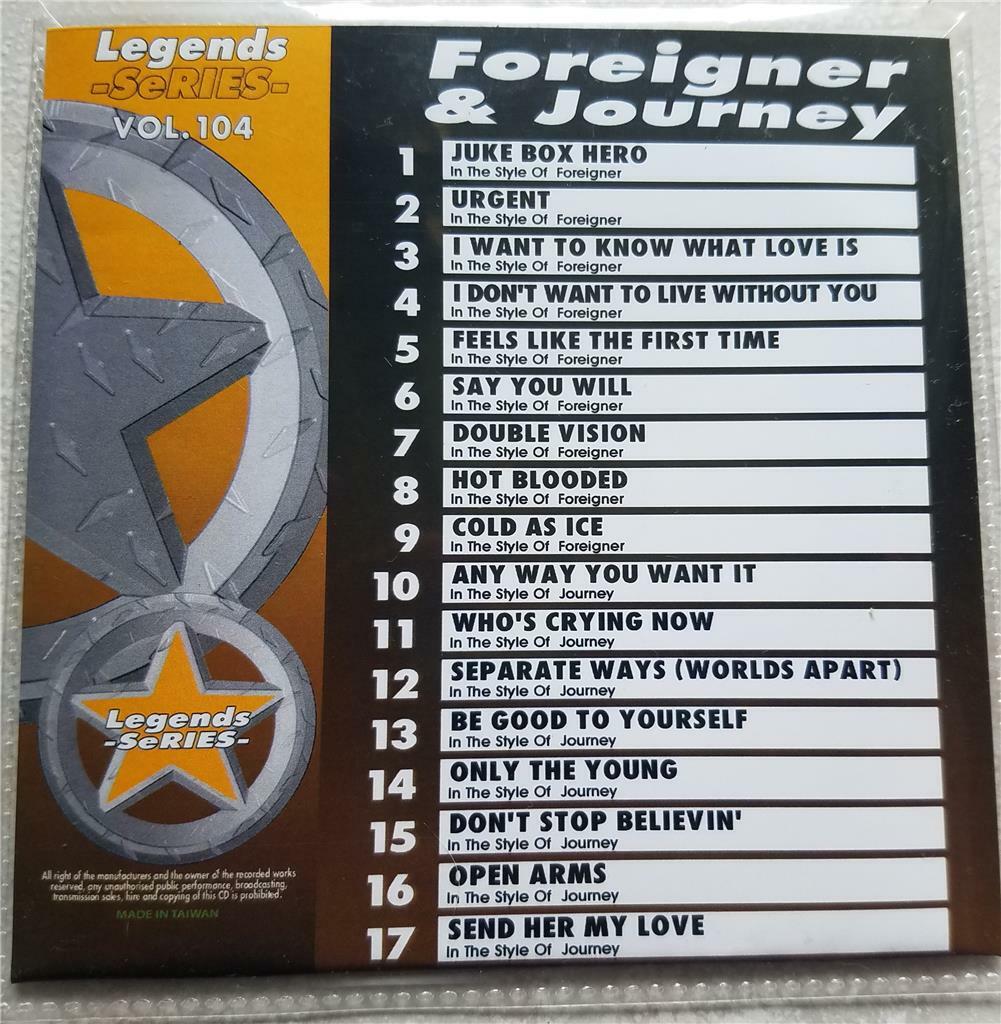 Legends
-SeRIES-
VOL. 104
Foreigner
& Journey
1 JUKE BOX HERO
In The Style Of Foreigner
2 URGENT
In The Style Of Foreigner
3 I WANT TO KNOW WHAT LOVE IS
In The Style Of Foreigner
4 I DON'T WANT TO LIVE WITHOUT YOU
In The Style Of Foreigner
5 FEELS LIKE THE FIRST TIME
In The Style Of Foreigner
6 SAY YOU WILL
In The Style Of Foreigner
7 DOUBLE VISION
In The Style Of Foreigner
8 HOT BLOODED
In The Style Of Foreigner
9 COLD AS ICE
In The Style Of Foreigner
10 ANY WAY YOU WANT IT
In The Style Of Journey
11 WHO'S CRYING NOW
In The Style Of Journey
12 SEPARATE WAYS (WORLDS APART)
In The Style Of Journey
13 BE GOOD TO YOURSELF
In The Style Of Journey
14 ONLY THE YOUNG
In The Style Of Journey
15 DON'T STOP BELIEVIN'
In The Style Of Journey
16 OPEN ARMS
In The Style Of Journey
17 SEND HER MY LOVE
In The Style Of Journey
Legends
-SeRIES-
All right of the manufacturers and the owner of the recorded works
reserved, any unauthorised public performance, broadcasting,
transmission sales, hire and copying of this CD is prohibited.
MADE IN TAIWAN